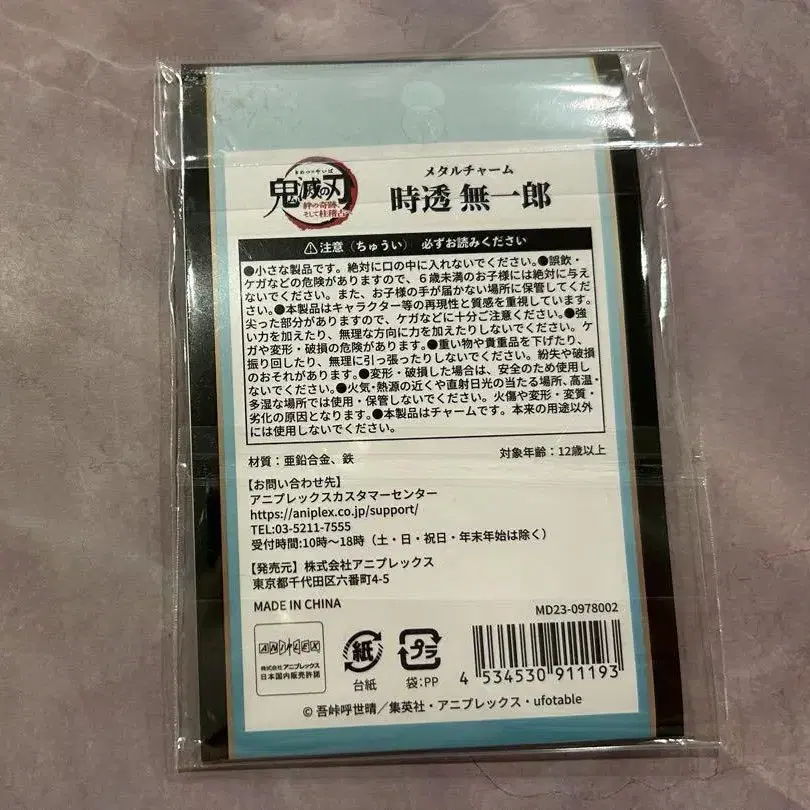 きめつのやいば
鬼滅の刃
絆の奇跡、
そして柱稽古へ
メタルチャーム
時透 無一郎
⚠注意（ちゅうい） 必ずお読みください
●小さな製品です。絶対に口の中に入れないでください。●誤飲・
ケガなどの危険がありますので、６歳未満のお子様には絶対に与え
ないでください。また、お子様の手が届かない場所に保管してくだ
さい。●本製品はキャラクター等の再現性と質感を重視しています。
尖った部分がありますので、ケガなどに十分ご注意ください。●強
い力を加えたり、無理な方向に力を加えたりしないでください。ケ
ガや変形・破損の危険があります。●重い物や貴重品を下げたり、
振り回したり、無理に引っ張ったりしないでください。紛失や破損
のおそれがあります。●変形・破損した場合は、安全のため使用し
ないでください。●火気・熱源の近くや直射日光の当たる場所、高温・
多湿な場所では使用・保管しないでください。火傷や変形・変質・
劣化の原因となります。●本製品はチャームです。本来の用途以外
には使用しないでください。
材質：亜鉛合金、鉄
対象年齢：12歳以上
【お問い合わせ先】
アニプレックスカスタマーセンター
https://aniplex.co.jp/support/
TEL:03-5211-7555
受付時間:10時～18時（土・日・祝日・年末年始は除く）
【発売元】株式会社アニプレックス
東京都千代田区六番町4-5
MADE IN CHINA
MD23-0978002
ANIPLEX
株式会社アニプレックス
日本国内販売許諾
紙
台紙
プラ
袋：PP
4 534530 911193
© 吾峠呼世晴／集英社・アニプレックス・ufotable